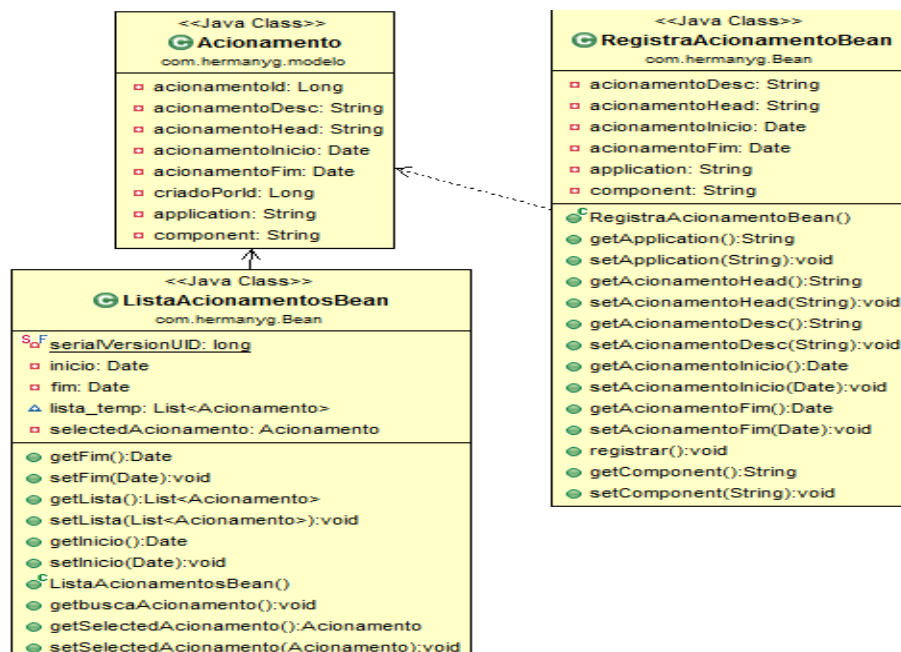 <<Java Class>>
Acionamento
com.hermanyg.modelo
acionamentoId: Long
acionamentoDesc: String
acionamentoHead: String
acionamentoInicio: Date
acionamentoFim: Date
criadoPorId: Long
application: String
component: String
<<Java Class>>
RegistraAcionamentoBean
com.hermanyg.Bean
acionamentoDesc: String
acionamentoHead: String
acionamentoInicio: Date
acionamentoFim: Date
application: String
component: String
RegistraAcionamentoBean()
getApplication():String
setApplication(String):void
getAcionamentoHead():String
setAcionamentoHead(String):void
getAcionamentoDesc():String
setAcionamentoDesc(String):void
getAcionamentoInicio():Date
setAcionamentoInicio(Date):void
getAcionamentoFim():Date
setAcionamentoFim(Date):void
registrar():void
getComponent():String
setComponent(String):void
<<Java Class>>
ListaAcionamentosBean
com.hermanyg.Bean
serialVersionUID: long
inicio: Date
fim: Date
lista_temp: List<Acionamento>
selectedAcionamento: Acionamento
getFim():Date
setFim(Date):void
getLista():List<Acionamento>
setLista(List<Acionamento>):void
getInicio():Date
setInicio(Date):void
ListaAcionamentosBean()
getbuscaAcionamento():void
getSelectedAcionamento():Acionamento
setSelectedAcionamento(Acionamento):void